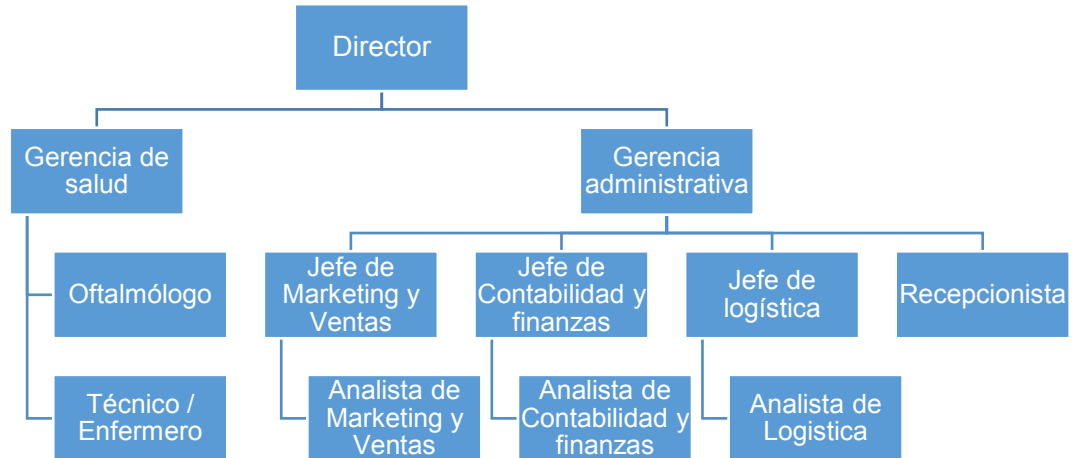 Director
Gerencia de
salud
Gerencia
administrativa
Oftalmólogo
Técnico /
Enfermero
Jefe de
Marketing y
Ventas
Jefe de
Contabilidad y
finanzas
Jefe de
logística
Recepcionista
Analista de
Marketing y
Ventas
Analista de
Contabilidad y
finanzas
Analista de
Logistica